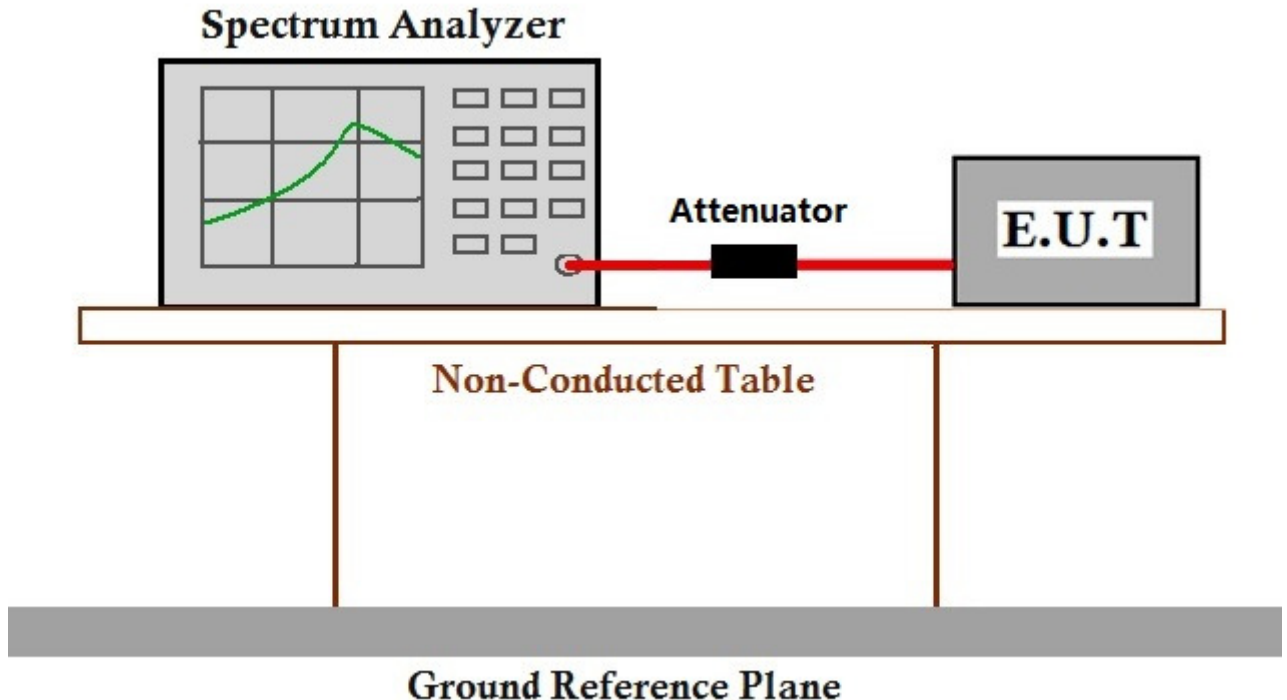 Spectrum Analyzer
Attenuator
E.U.T
Non-Conducted Table
Ground Reference Plane